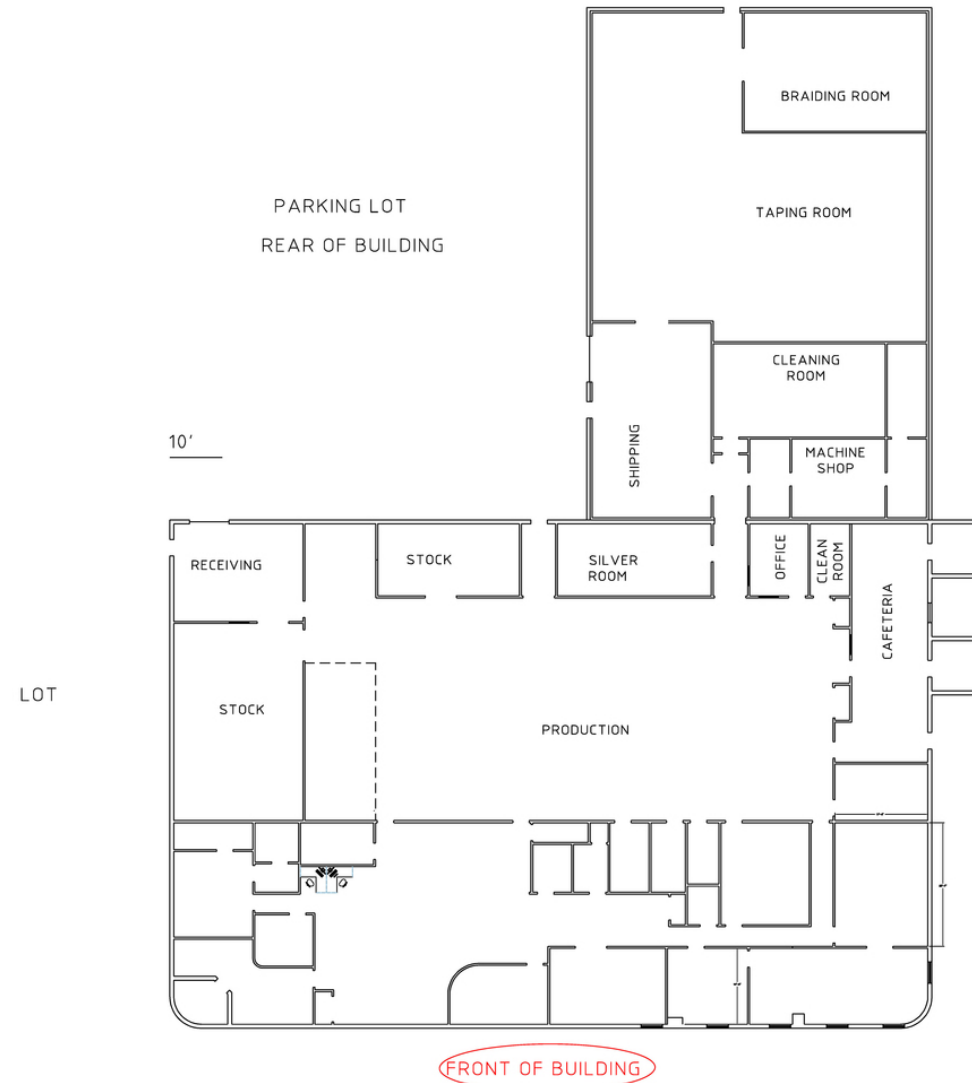 BRAIDING ROOM
PARKING LOT
REAR OF BUILDING
TAPING ROOM
CLEANING
ROOM
10'
SHIPPING
MACHINE
SHOP
RECEIVING
STOCK
SILVER
ROOM
OFFICE
CLEAN
ROOM
CAFETERIA
LOT
STOCK
PRODUCTION
FRONT OF BUILDING